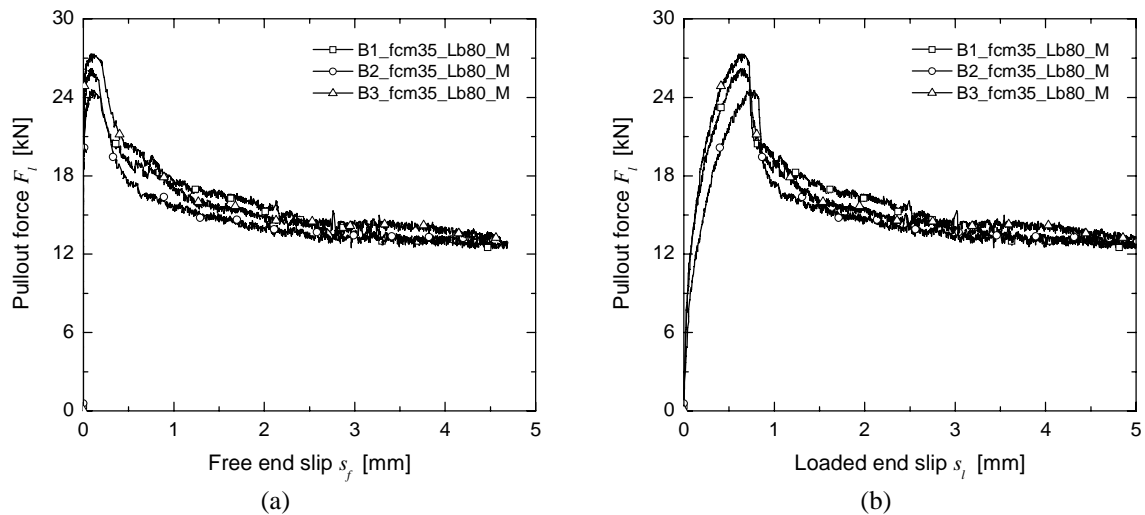 30
24
18
12
6
0
Pullout force F_l [kN]
B1_fcm35_Lb80_M
B2_fcm35_Lb80_M
B3_fcm35_Lb80_M
0 1 2 3 4 5
Free end slip s_f [mm]
(a)
30
24
18
12
6
0
Pullout force F_l [kN]
B1_fcm35_Lb80_M
B2_fcm35_Lb80_M
B3_fcm35_Lb80_M
0 1 2 3 4 5
Loaded end slip s_l [mm]
(b)